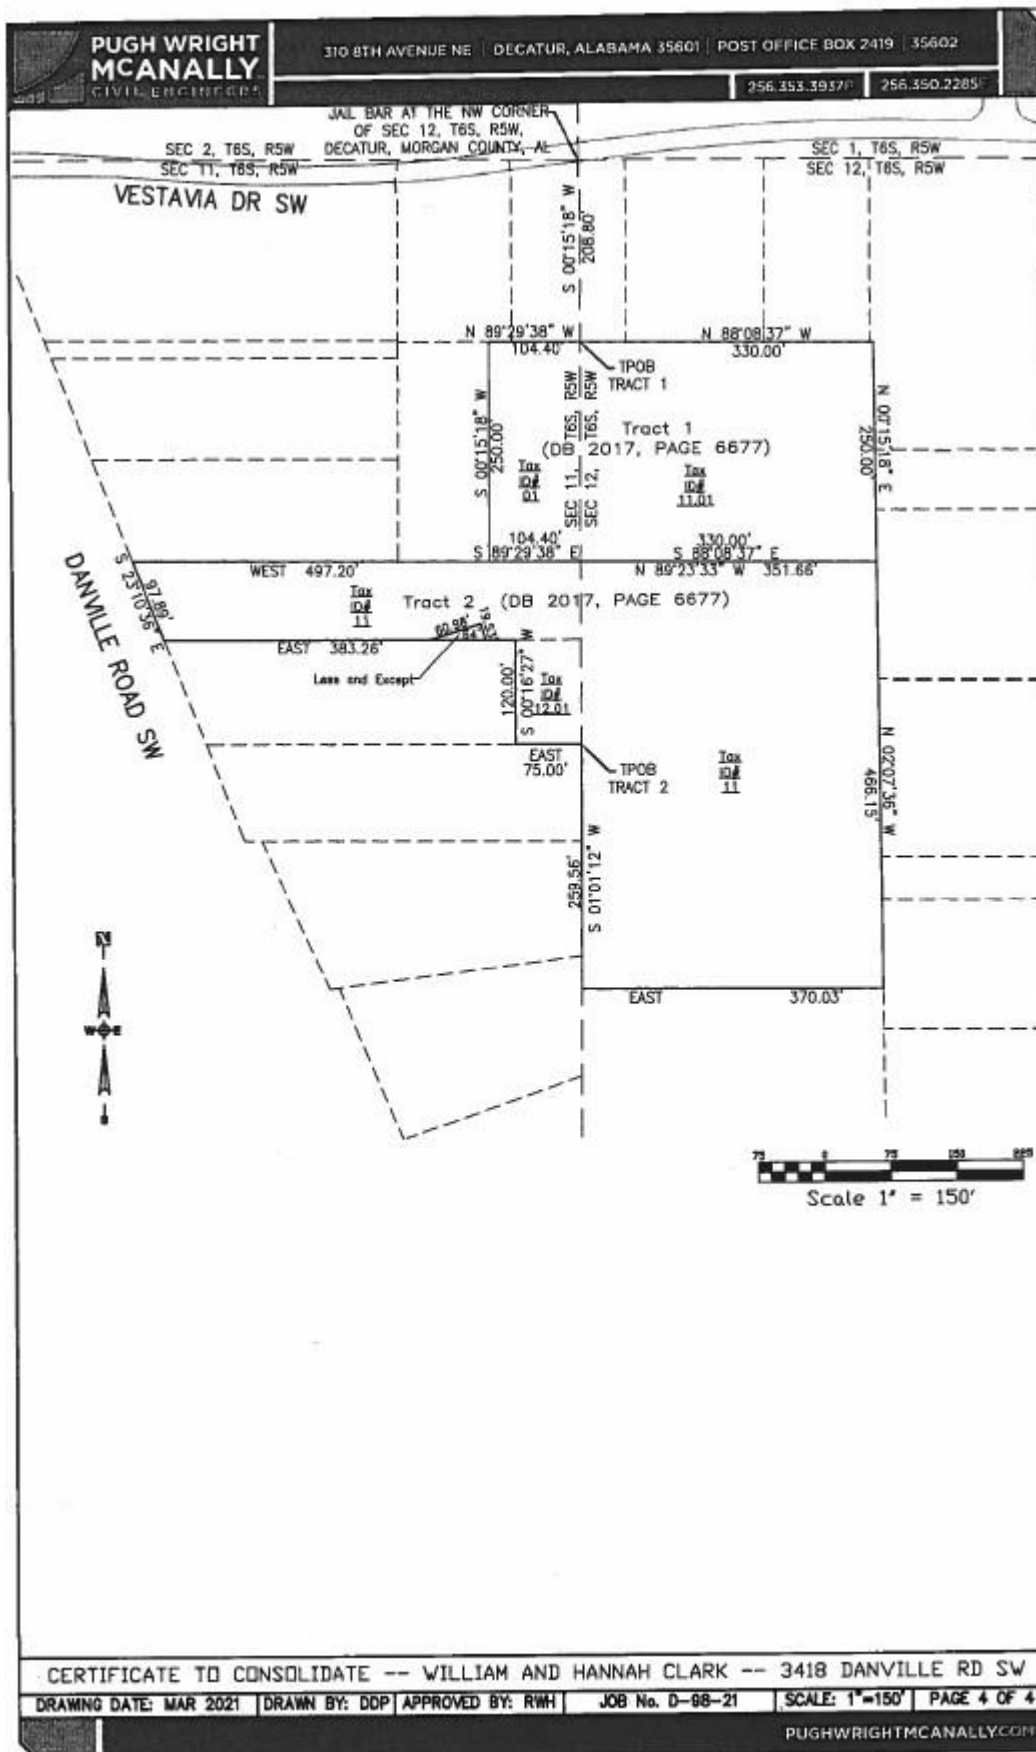 PUGH WRIGHT
MCANALLY
CIVIL ENGINEERS
310 8TH AVENUE NE | DECATUR, ALABAMA 35601 | POST OFFICE BOX 2419 | 35602
256.353.3937P | 256.350.2285F
JAIL BAR AT THE NW CORNER
OF SEC 12, T6S, R5W,
DECATUR, MORGAN COUNTY, AL
SEC 2, T6S, R5W
SEC 11, T6S, R5W
SEC 1, T6S, R5W
SEC 12, T6S, R5W
VESTAVIA DR SW
S 00°15'18" W
208.80'
N 89°29'38" W
104.40'
N 88°08'37" W
330.00'
TPOB
TRACT 1
S 00°15'18" W
250.00'
SEC 11, T6S, R5W
SEC 12, T6S, R5W
Tract 1
(DB 2017, PAGE 6677)
N 00°15'18" E
250.00'
Tax
ID#
01
Tax
ID#
11.01
104.40'
S 89°29'38" E
330.00'
S 88°08'37" E
WEST 497.20'
N 89°23'33" W 351.66'
DANVILLE ROAD SW
S 23°10'36" E
97.89'
Tax
ID#
11
Tract 2 (DB 2017, PAGE 6677)
60.98'
EAST 383.26'
Less and Except
120.00'
S 00°16'27" W
Tax
ID#
12.01
EAST
75.00'
TPOB
TRACT 2
Tax
ID#
11
N 02°07'36" W
466.15'
259.56'
S 01°01'12" W
EAST 370.03'
N
W E
S
75 0 75 150 225
Scale 1" = 150'
CERTIFICATE TO CONSOLIDATE -- WILLIAM AND HANNAH CLARK -- 3418 DANVILLE RD SW
DRAWING DATE: MAR 2021 | DRAWN BY: DDP | APPROVED BY: RWH | JOB No. D-98-21 | SCALE: 1"=150' | PAGE 4 OF 4
PUGHWRIGHTMCANALLY.COM